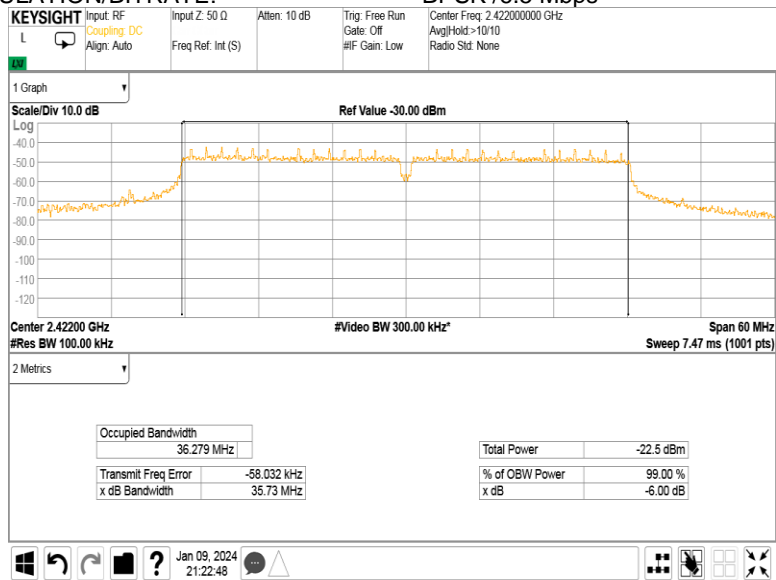 KEYSIGHT Input: RF Input Z: 50 Ω Atten: 10 dB Trig: Free Run Center Freq: 2.422000000 GHz
L Coupling: DC Gate: Off Avg|Hold:>10/10
Align: Auto Freq Ref: Int (S) #IF Gain: Low Radio Std: None
LXI
1 Graph
Scale/Div 10.0 dB Ref Value -30.00 dBm
Log
-40.0
-50.0
-60.0
-70.0
-80.0
-90.0
-100
-110
-120
Center 2.42200 GHz #Video BW 300.00 kHz* Span 60 MHz
#Res BW 100.00 kHz Sweep 7.47 ms (1001 pts)
2 Metrics
Occupied Bandwidth
36.279 MHz Total Power -22.5 dBm
Transmit Freq Error -58.032 kHz % of OBW Power 99.00 %
x dB Bandwidth 35.73 MHz x dB -6.00 dB
? Jan 09, 2024
21:22:48